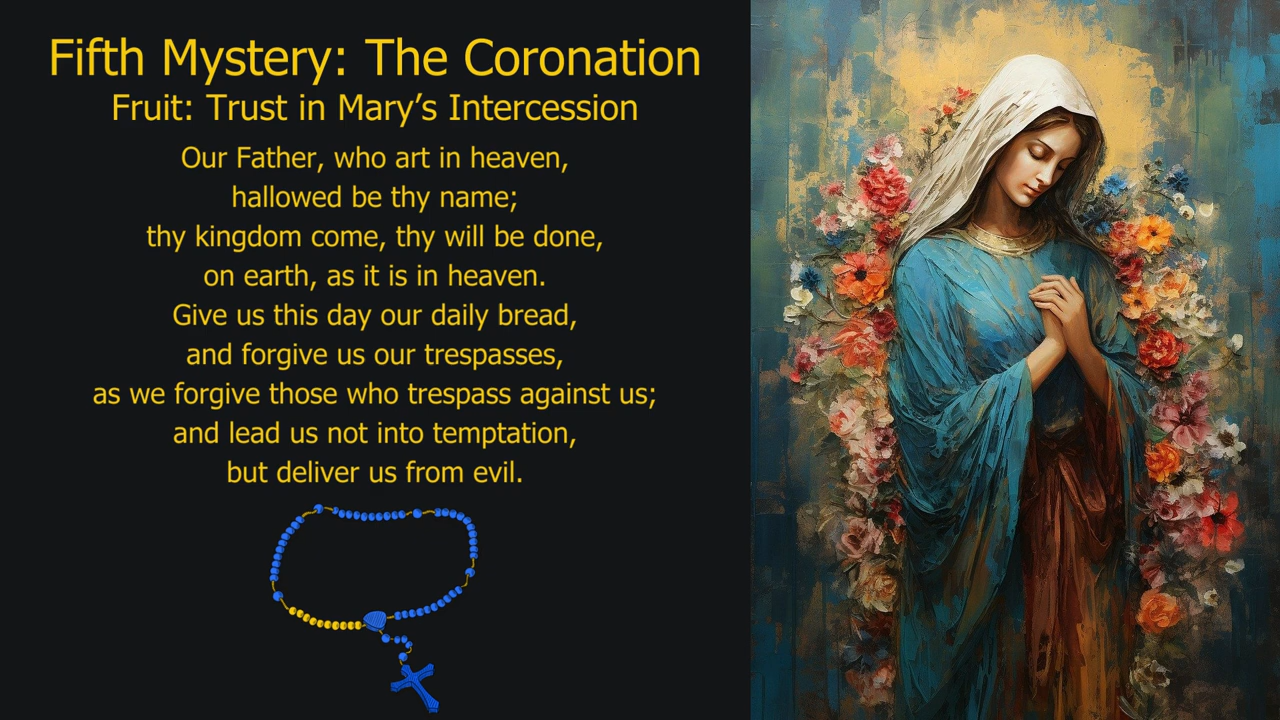 Fifth Mystery: The Coronation
Fruit: Trust in Mary’s Intercession
Our Father, who art in heaven,
hallowed be thy name;
thy kingdom come, thy will be done,
on earth, as it is in heaven.
Give us this day our daily bread,
and forgive us our trespasses,
as we forgive those who trespass against us;
and lead us not into temptation,
but deliver us from evil.